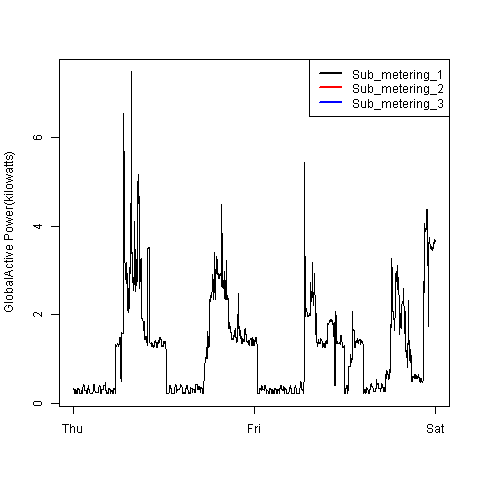 Sub_metering_1
Sub_metering_2
Sub_metering_3
GlobalActive Power(kilowatts)
6
4
2
0
Thu Fri Sat